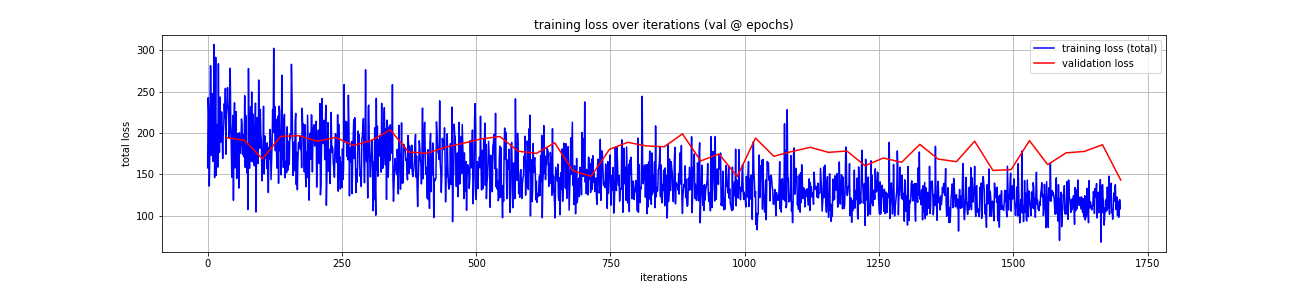 training loss over iterations (val @ epochs)
training loss (total)
validation loss
total loss
300
250
200
150
100
0
250
500
750
1000
1250
1500
1750
iterations